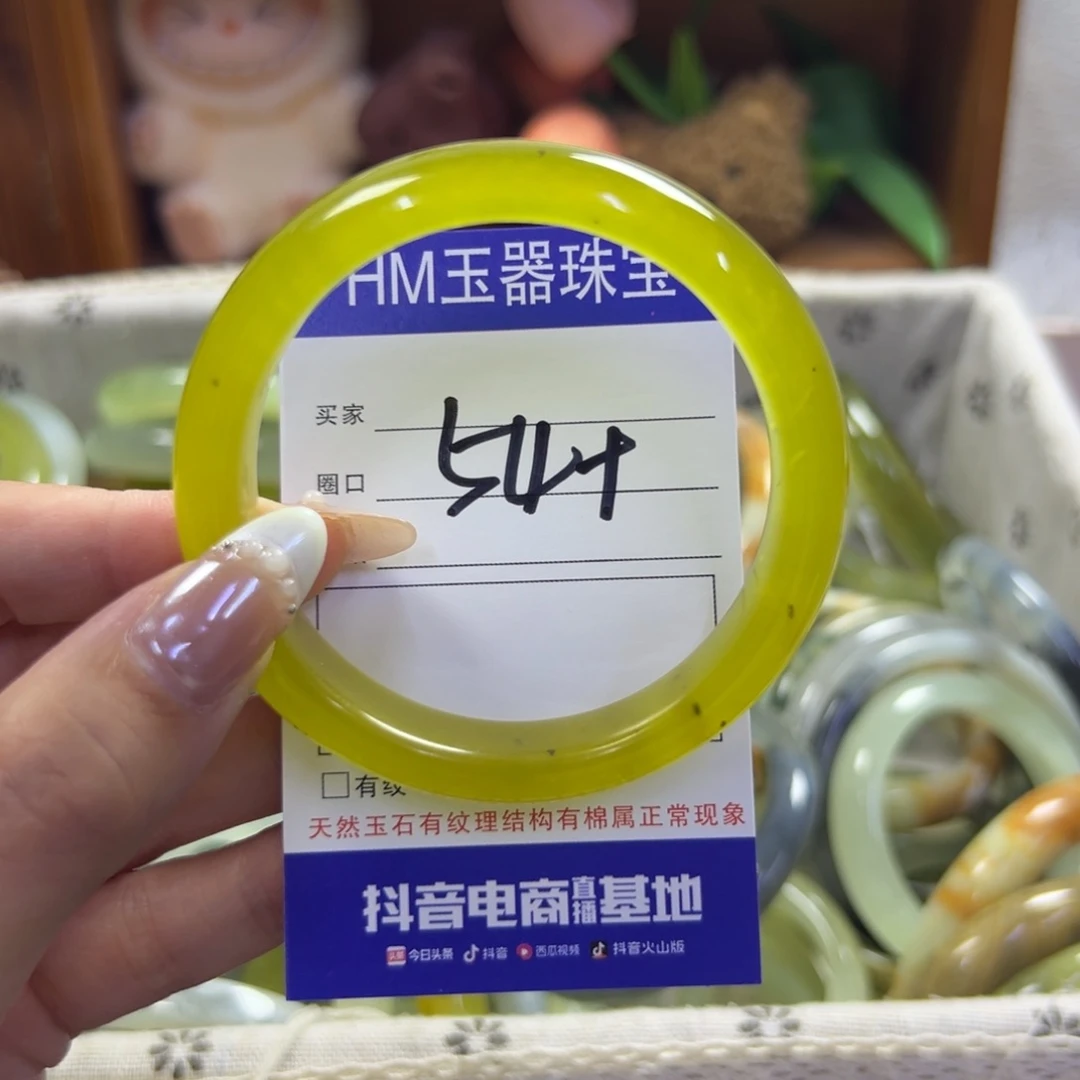 HM玉器珠宝
买家
圈口
□有纹
天然玉石有纹理结构有棉属正常现象
抖音电商直播基地
头条 今日头条 抖音 西瓜视频 抖音火山版